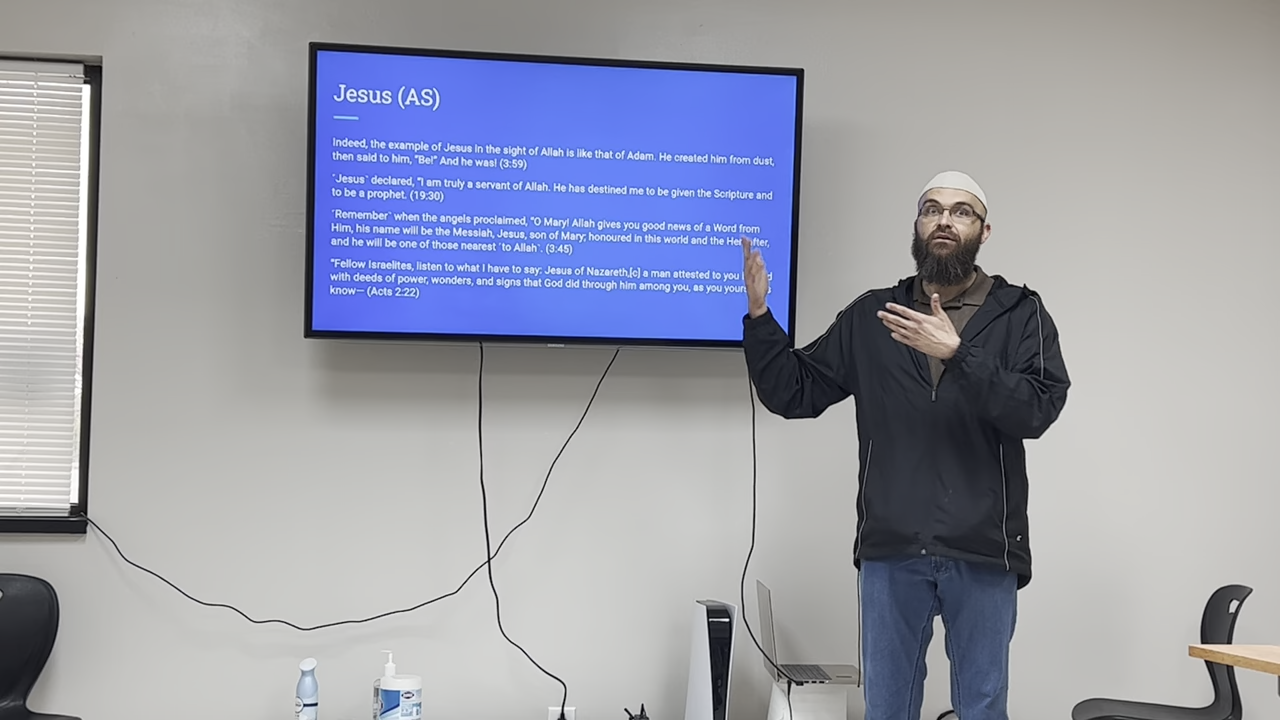 Jesus (AS)
Indeed, the example of Jesus in the sight of Allah is like that of Adam. He created him from dust,
then said to him, "Be!" And he was! (3:59)
`Jesus` declared, "I am truly a servant of Allah. He has destined me to be given the Scripture and
to be a prophet. (19:30)
`Remember` when the angels proclaimed, "O Mary! Allah gives you good news of a Word from
Him, his name will be the Messiah, Jesus, son of Mary; honoured in this world and the Hereafter,
and he will be one of those nearest `to Allah`. (3:45)
"Fellow Israelites, listen to what I have to say: Jesus of Nazareth,[c] a man attested to you
with deeds of power, wonders, and signs that God did through him among you, as you
know— (Acts 2:22)